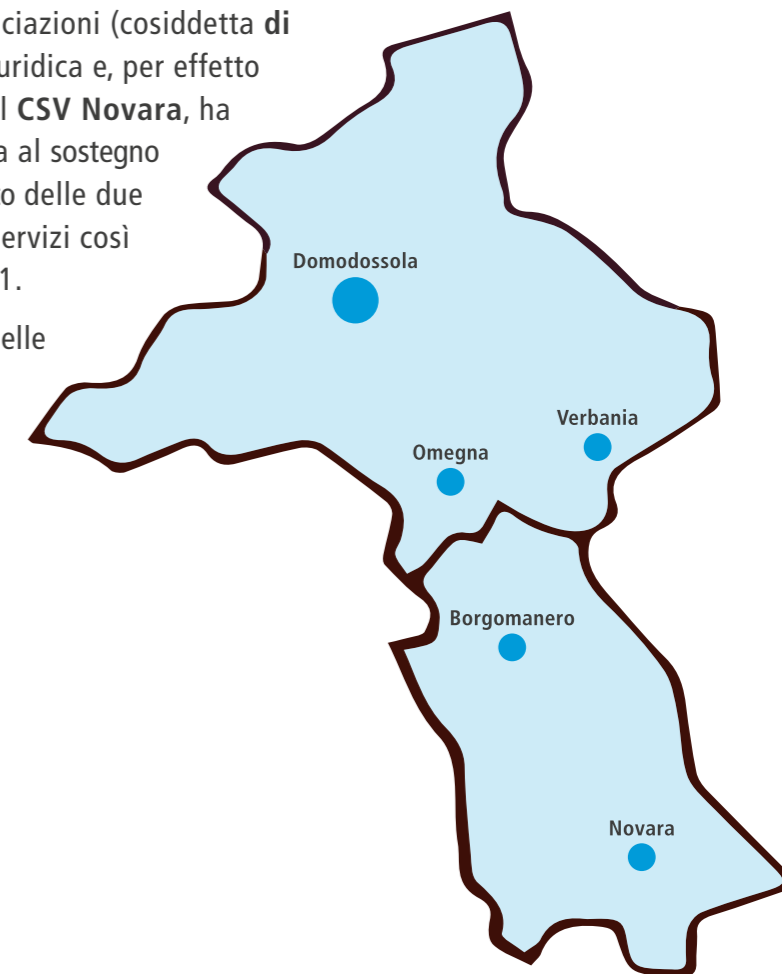 ciazioni (cosiddetta di
uridica e, per effetto
l CSV Novara, ha
a al sostegno
o delle due
ervizi così
1.
elle
Domodossola
Verbania
Omegna
Borgomanero
Novara